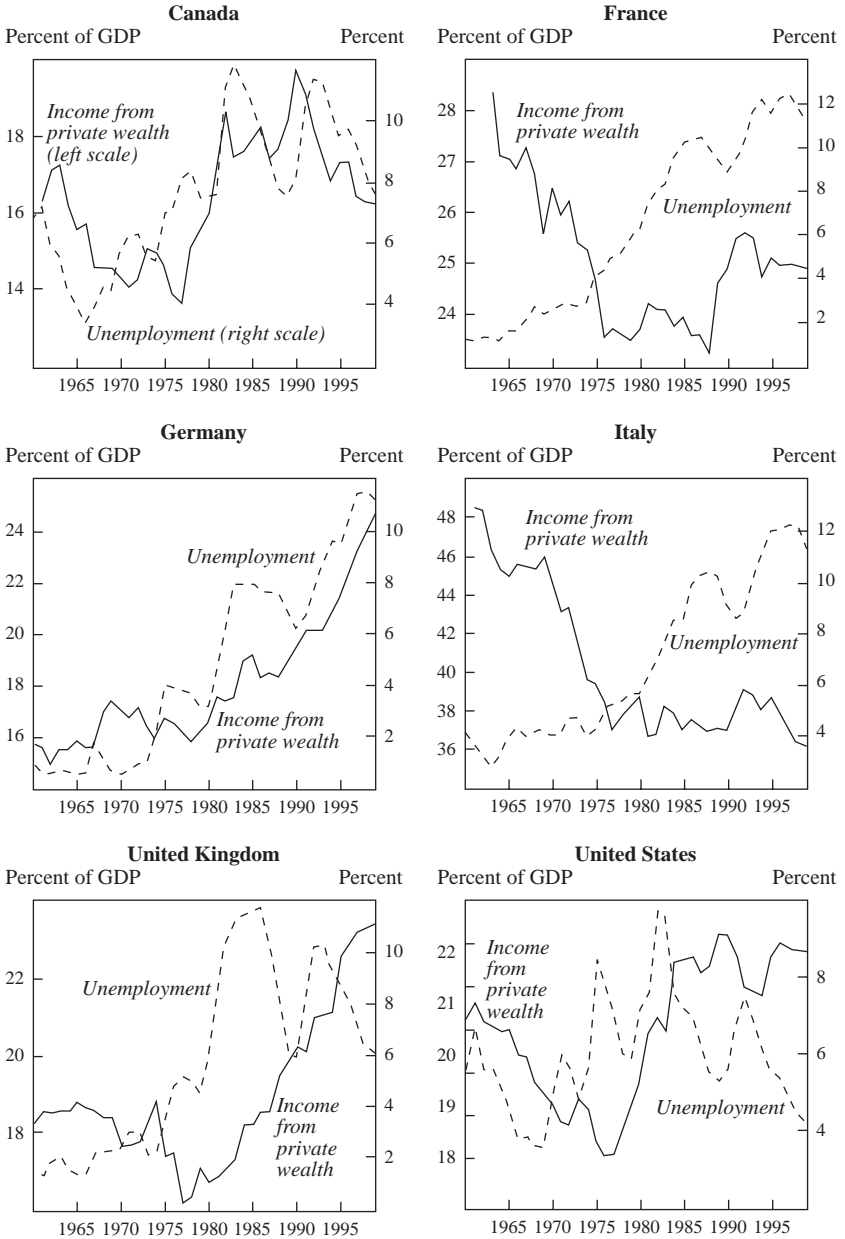 Canada
Percent of GDP Percent
Income from
private wealth
(left scale)
Unemployment (right scale)
18
16
14
10
8
6
4
1965 1970 1975 1980 1985 1990 1995
France
Percent of GDP Percent
Income from
private wealth
Unemployment
28
27
26
25
24
12
10
8
6
4
2
1965 1970 1975 1980 1985 1990 1995
Germany
Percent of GDP Percent
Unemployment
Income from
private wealth
24
22
20
18
16
10
8
6
4
2
1965 1970 1975 1980 1985 1990 1995
Italy
Percent of GDP Percent
Income from
private wealth
Unemployment
48
46
44
42
40
38
36
12
10
8
6
4
1965 1970 1975 1980 1985 1990 1995
United Kingdom
Percent of GDP Percent
Unemployment
Income
from
private
wealth
22
20
18
10
8
6
4
2
1965 1970 1975 1980 1985 1990 1995
United States
Percent of GDP Percent
Income
from
private
wealth
Unemployment
22
21
20
19
18
8
6
4
1965 1970 1975 1980 1985 1990 1995